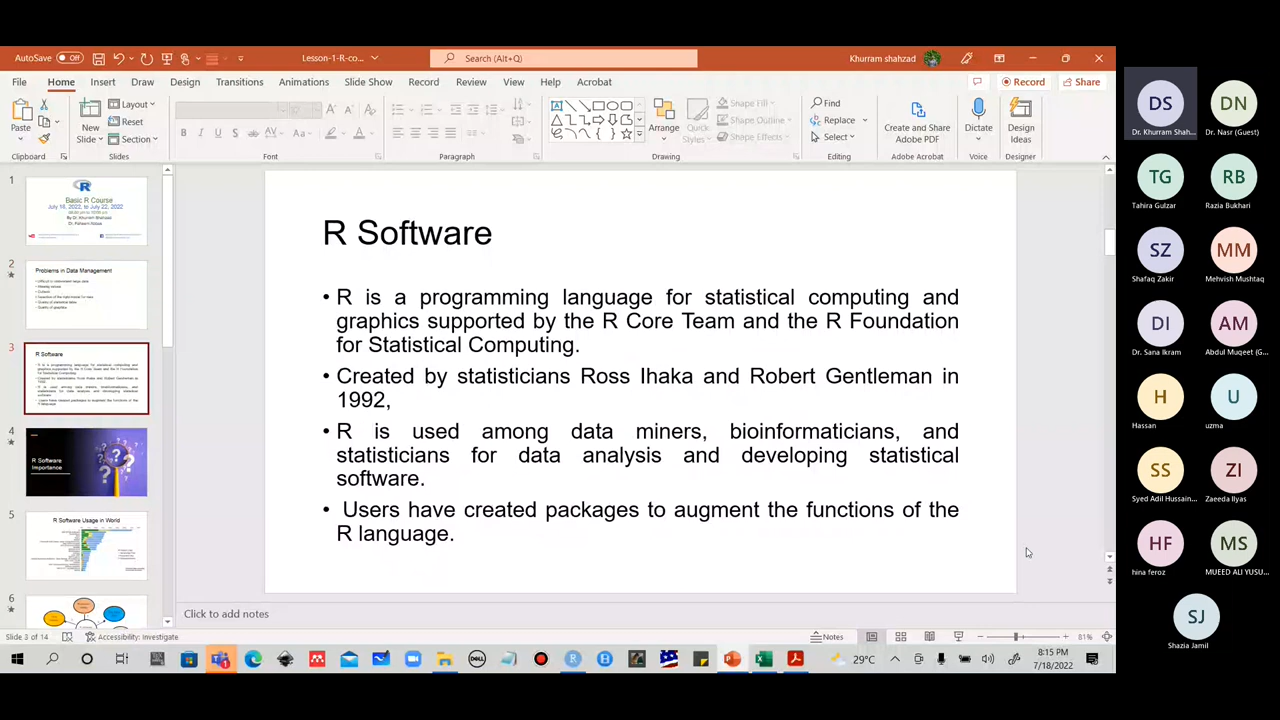 AutoSave Off Lesson-1-R-co... Search (Alt+Q) Khurram shahzad
File Home Insert Draw Design Transitions Animations Slide Show Record Review View Help Acrobat Record Share
Paste New Slide Layout Reset Section Arrange Quick Styles Shape Fill Shape Outline Shape Effects Find Replace Select Create and Share Adobe PDF Dictate Design Ideas
Clipboard Slides Font Paragraph Drawing Editing Adobe Acrobat Voice Designer
1
Basic R Course
2
Problems in Data Management
3
R Software
4
R Software
Importance
5
R Software Usage in World
6
R Software
• R is a programming language for statistical computing and
graphics supported by the R Core Team and the R Foundation
for Statistical Computing.
• Created by statisticians Ross Ihaka and Robert Gentleman in
1992,
• R is used among data miners, bioinformaticians, and
statisticians for data analysis and developing statistical
software.
• Users have created packages to augment the functions of the
R language.
Click to add notes
Slide 3 of 14 Accessibility: Investigate Notes 81%
29°C 8:15 PM
7/18/2022
DS DN
Dr. Khurram Shah... Dr. Nasr (Guest)
TG RB
Tahira Gulzar Razia Bukhari
SZ MM
Shafaq Zakir Mehvish Mushtaq
DI AM
Dr. Sana Ikram Abdul Muqeet (G...
H U
Hassan uzma
SS ZI
Syed Adil Hussain... Zaeeda Ilyas
HF MS
hina feroz MUEED ALI YUSU...
SJ
Shazia Jamil